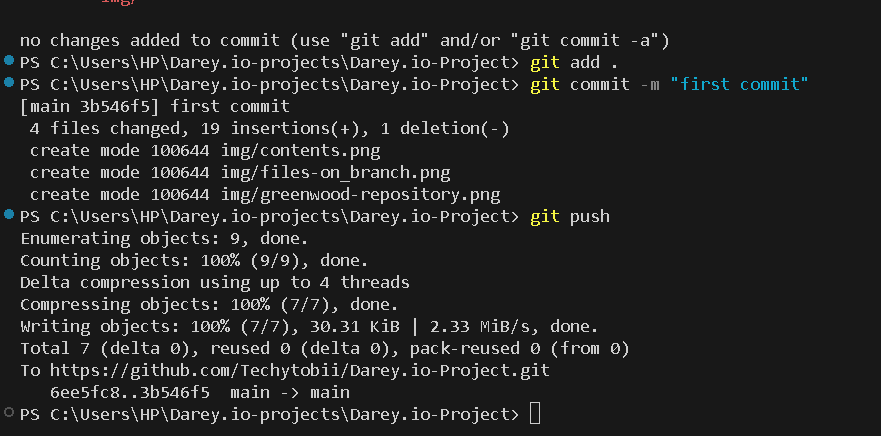 img/
no changes added to commit (use "git add" and/or "git commit -a")
PS C:\Users\HP\Darey.io-projects\Darey.io-Project> git add .
PS C:\Users\HP\Darey.io-projects\Darey.io-Project> git commit -m "first commit"
[main 3b546f5] first commit
 4 files changed, 19 insertions(+), 1 deletion(-)
 create mode 100644 img/contents.png
 create mode 100644 img/files-on_branch.png
 create mode 100644 img/greenwood-repository.png
PS C:\Users\HP\Darey.io-projects\Darey.io-Project> git push
Enumerating objects: 9, done.
Counting objects: 100% (9/9), done.
Delta compression using up to 4 threads
Compressing objects: 100% (7/7), done.
Writing objects: 100% (7/7), 30.31 KiB | 2.33 MiB/s, done.
Total 7 (delta 0), reused 0 (delta 0), pack-reused 0 (from 0)
To https://github.com/Techytobii/Darey.io-Project.git
   6ee5fc8..3b546f5  main -> main
PS C:\Users\HP\Darey.io-projects\Darey.io-Project>